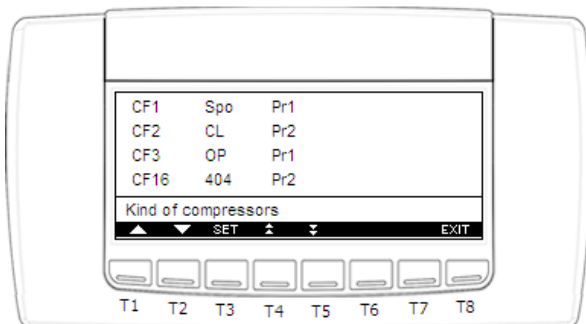 CF1 Spo Pr1
CF2 CL Pr2
CF3 OP Pr1
CF16 404 Pr2
Kind of compressors
SET EXIT
T1 T2 T3 T4 T5 T6 T7 T8